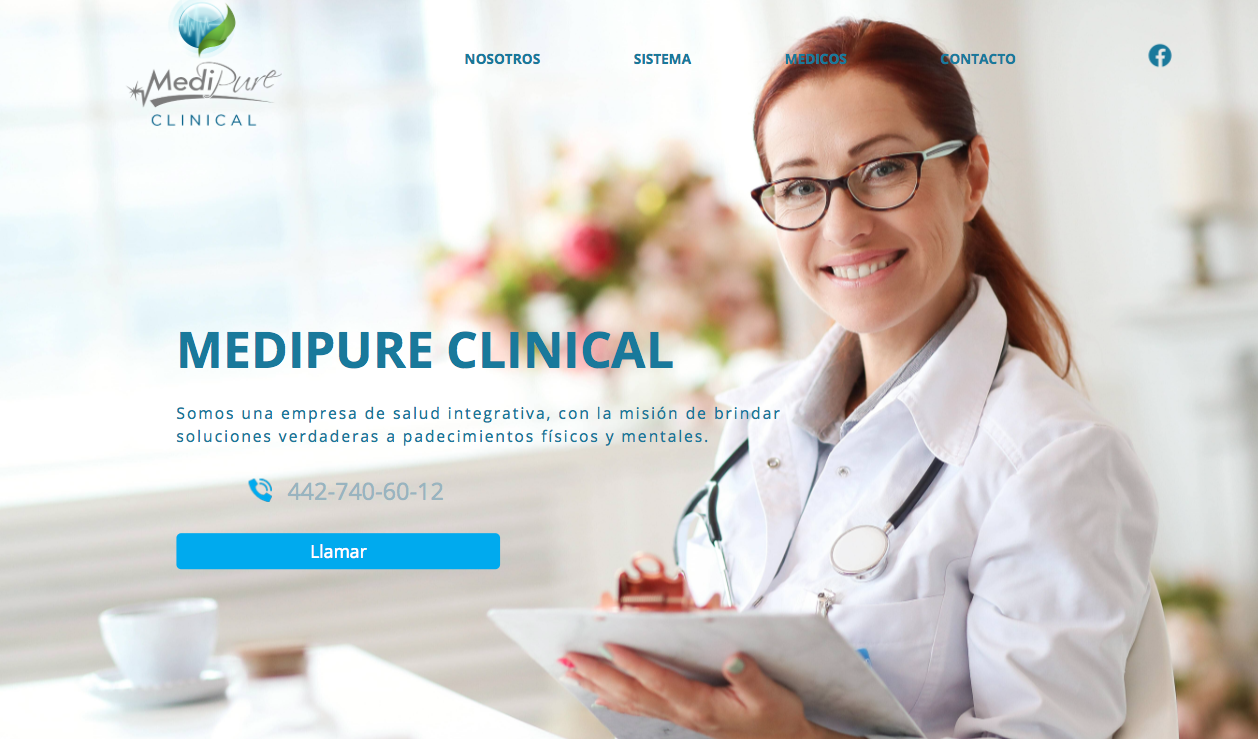 MediPure
CLINICAL
NOSOTROS
SISTEMA
MEDICOS
CONTACTO
MEDIPURE CLINICAL
Somos una empresa de salud integrativa, con la misión de brindar
soluciones verdaderas a padecimientos físicos y mentales.
442-740-60-12
Llamar